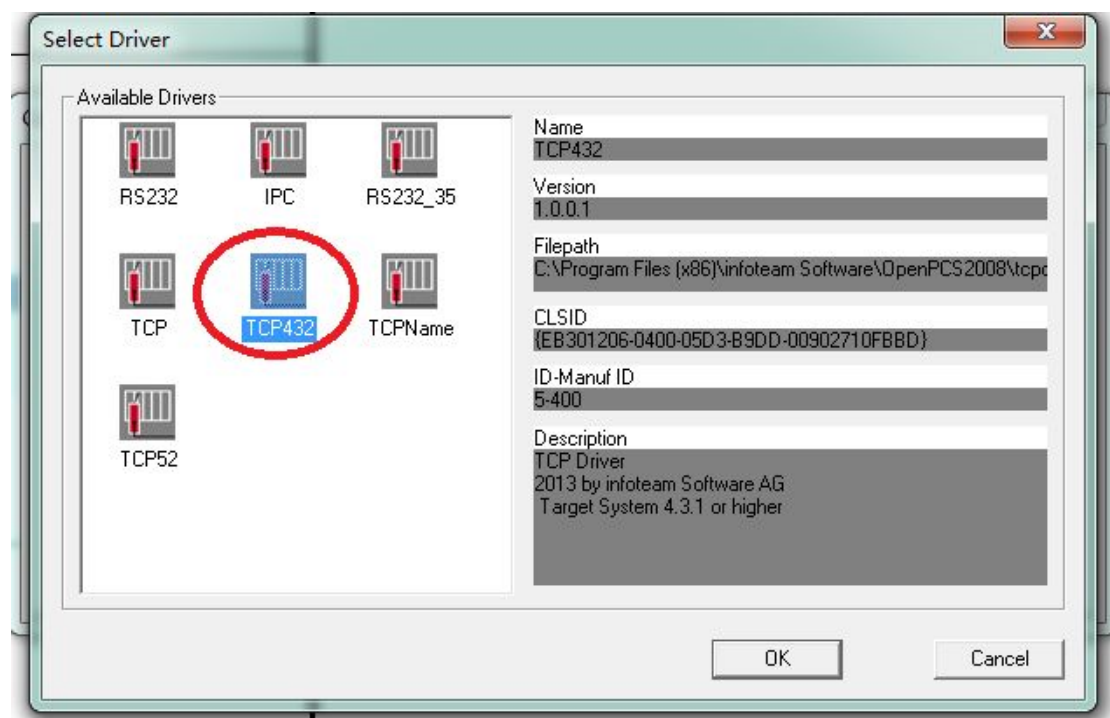 Select Driver
Available Drivers
RS232
IPC
RS232_35
TCP
TCP432
TCPName
TCP52
Name
TCP432
Version
1.0.0.1
Filepath
C:\Program Files (x86)\infoteam Software\OpenPCS2008\tcpc
CLSID
{EB301206-0400-05D3-B9DD-00902710FBBD}
ID-Manuf ID
5-400
Description
TCP Driver
2013 by infoteam Software AG
Target System 4.3.1 or higher
OK
Cancel